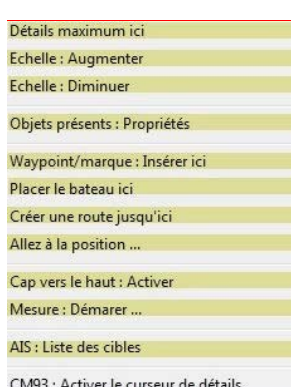 Détails maximum ici
Echelle : Augmenter
Echelle : Diminuer
Objets présents : Propriétés
Waypoint/marque : Insérer ici
Placer le bateau ici
Créer une route jusqu'ici
Allez à la position ...
Cap vers le haut : Activer
Mesure : Démarer ...
AIS : Liste des cibles
CM93 : Activer le curseur de détails